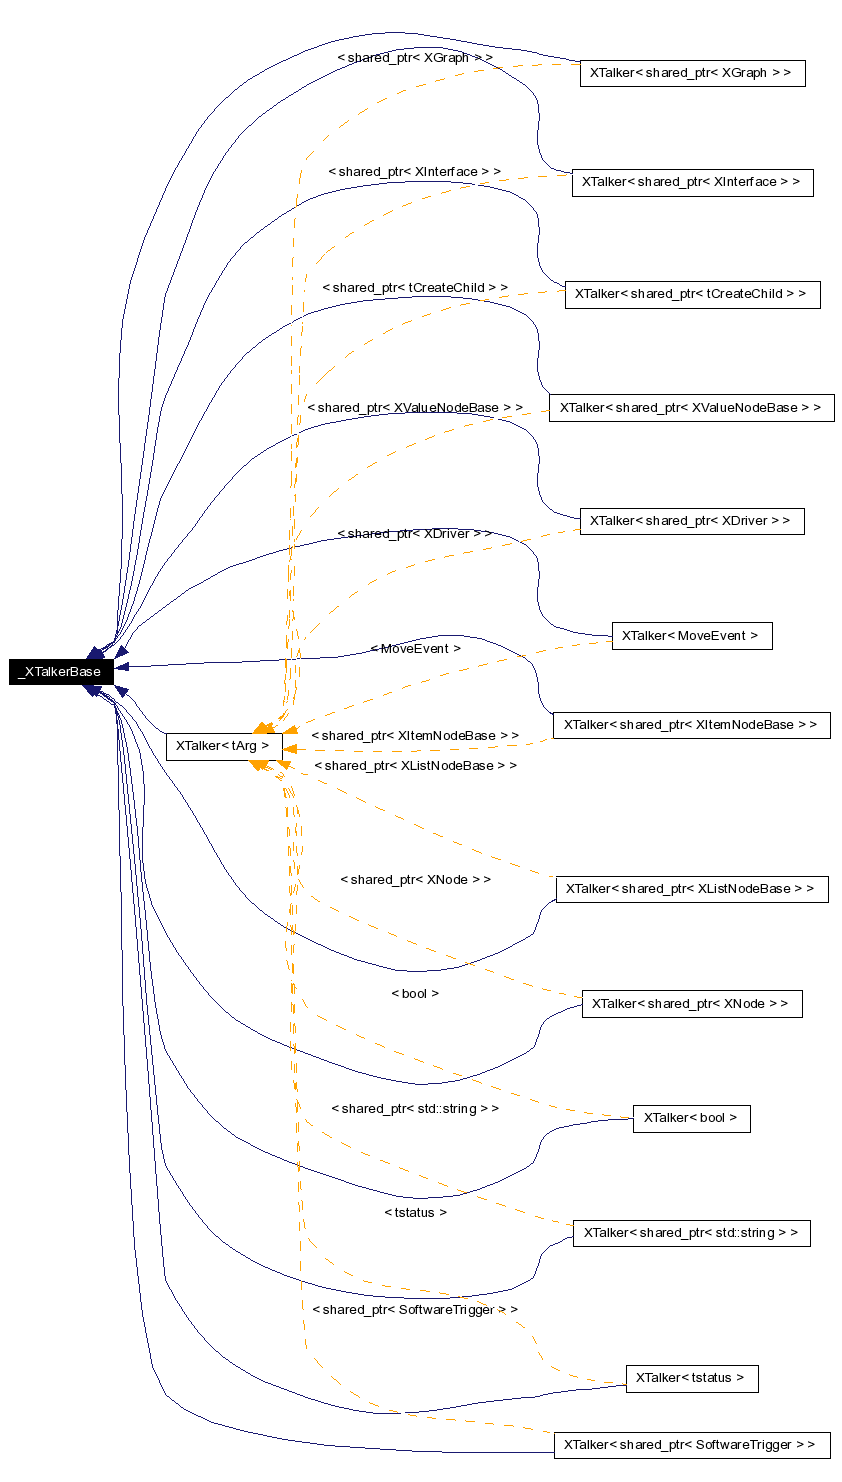 < shared_ptr< XGraph > >
XTalker< shared_ptr< XGraph > >
< shared_ptr< XInterface > >
XTalker< shared_ptr< XInterface > >
< shared_ptr< tCreateChild > >
XTalker< shared_ptr< tCreateChild > >
< shared_ptr< XValueNodeBase > >
XTalker< shared_ptr< XValueNodeBase > >
XTalker< shared_ptr< XDriver > >
< shared_ptr< XDriver > >
XTalker< MoveEvent >
< MoveEvent >
_XTalkerBase
XTalker< shared_ptr< XItemNodeBase > >
< shared_ptr< XItemNodeBase > >
XTalker< tArg >
< shared_ptr< XListNodeBase > >
< shared_ptr< XNode > >
XTalker< shared_ptr< XListNodeBase > >
< bool >
XTalker< shared_ptr< XNode > >
< shared_ptr< std::string > >
XTalker< bool >
< tstatus >
XTalker< shared_ptr< std::string > >
< shared_ptr< SoftwareTrigger > >
XTalker< tstatus >
XTalker< shared_ptr< SoftwareTrigger > >